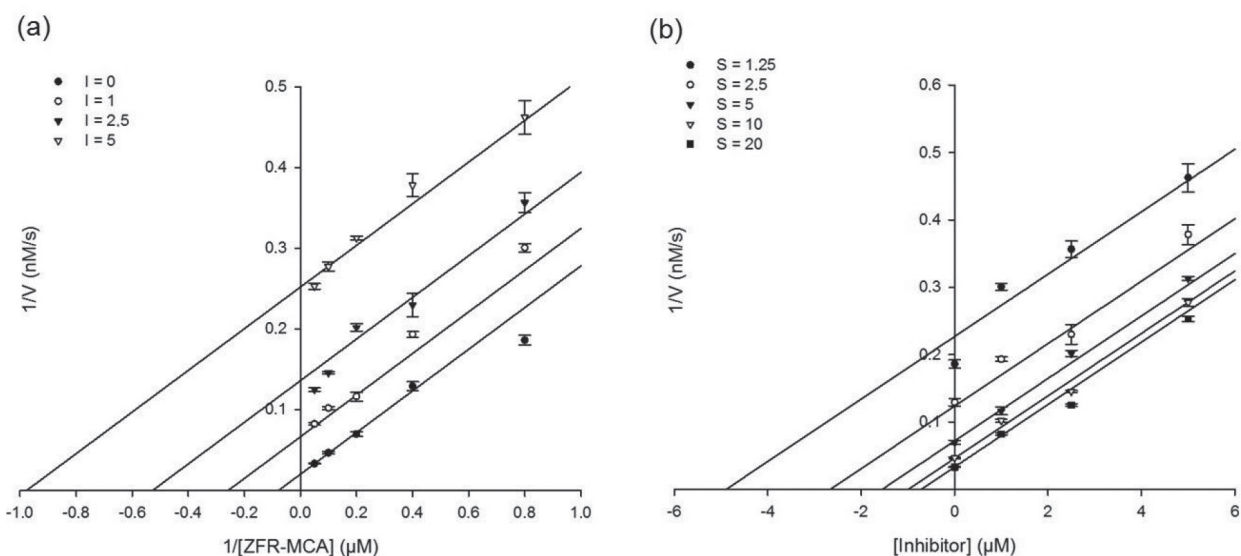 (a)
I = 0
I = 1
I = 2.5
I = 5
0.5
0.4
0.3
0.2
0.1
1/V (nM/s)
-1.0 -0.8 -0.6 -0.4 -0.2 0.0 0.2 0.4 0.6 0.8 1.0
1/[ZFR-MCA] (µM)
(b)
S = 1.25
S = 2.5
S = 5
S = 10
S = 20
0.6
0.5
0.4
0.3
0.2
0.1
1/V (nM/s)
-6 -4 -2 0 2 4 6
[Inhibitor] (µM)